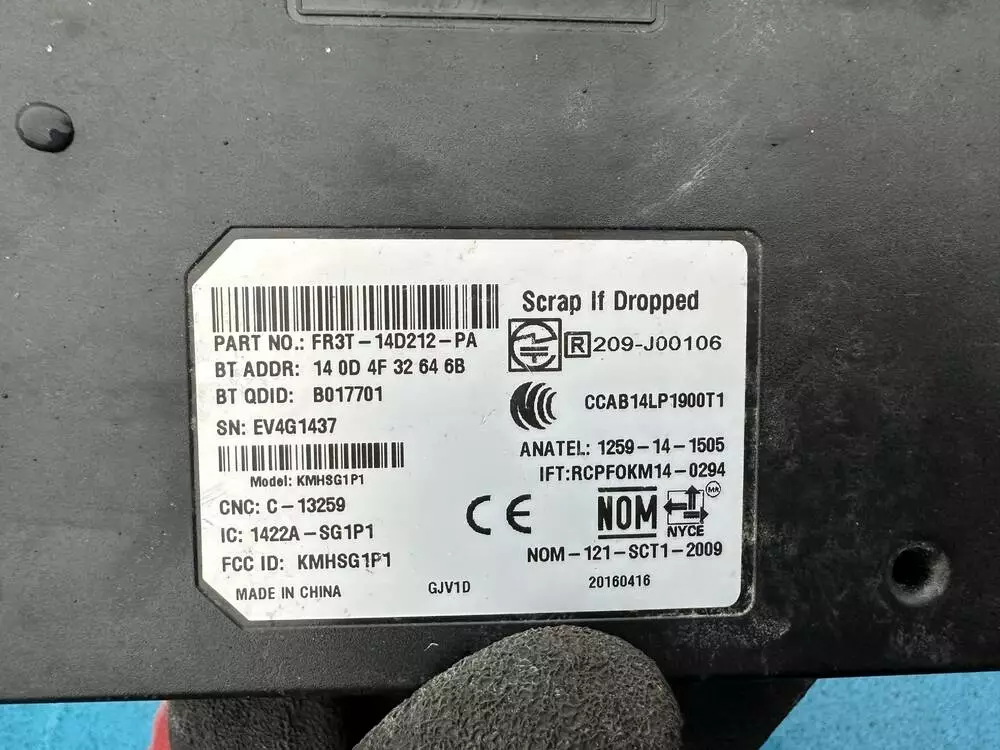 Scrap If Dropped
PART NO.: FR3T-14D212-PA
R 209-J00106
BT ADDR: 14 0D 4F 32 64 6B
BT QDID: B017701
CCAB14LP1900T1
SN: EV4G1437
ANATEL: 1259-14-1505
IFT:RCPFOKM14-0294
Model: KMHSG1P1
CNC: C-13259
CE
NOM
MR
NYCE
IC: 1422A-SG1P1
NOM-121-SCT1-2009
FCC ID: KMHSG1P1
MADE IN CHINA
GJV1D
20160416